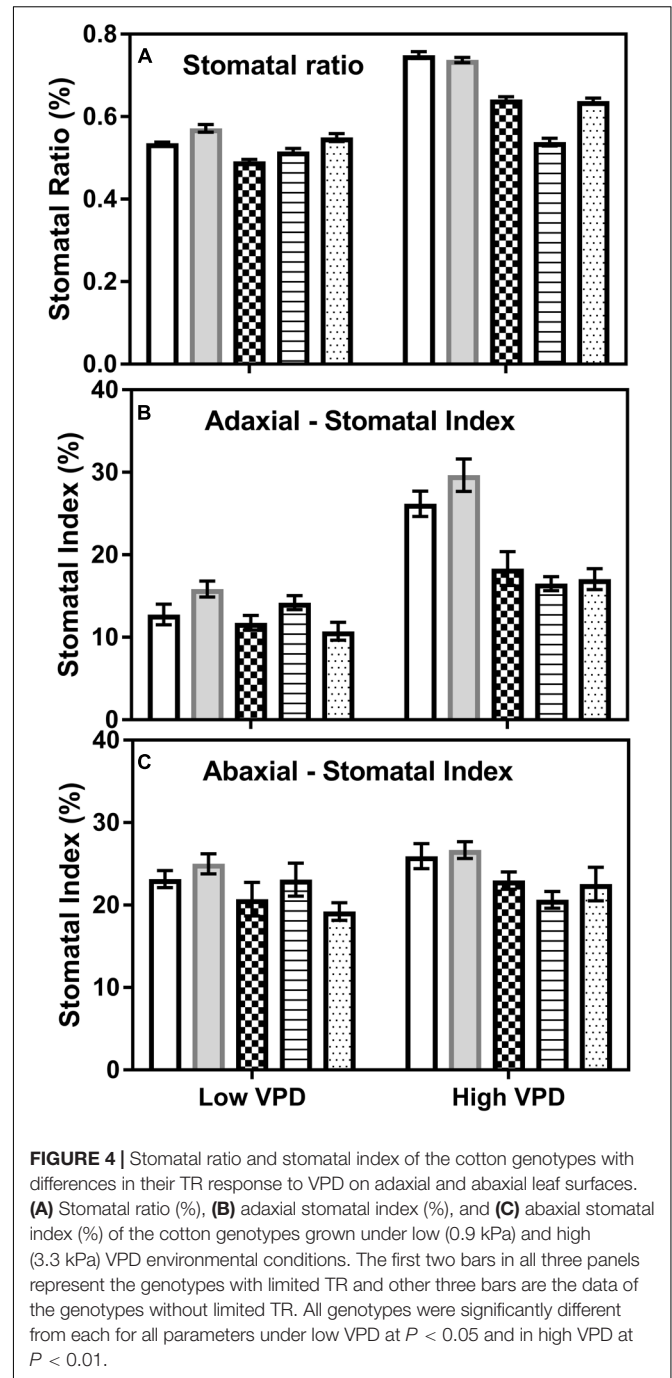 0.8
A
Stomatal ratio
0.6
0.4
0.2
0.0
Stomatal Ratio (%)
40
B
Adaxial - Stomatal Index
30
20
10
0
Stomatal Index (%)
40
C
Abaxial - Stomatal Index
30
20
10
0
Stomatal Index (%)
Low VPD
High VPD
FIGURE 4 | Stomatal ratio and stomatal index of the cotton genotypes with
differences in their TR response to VPD on adaxial and abaxial leaf surfaces.
(A) Stomatal ratio (%), (B) adaxial stomatal index (%), and (C) abaxial stomatal
index (%) of the cotton genotypes grown under low (0.9 kPa) and high
(3.3 kPa) VPD environmental conditions. The first two bars in all three panels
represent the genotypes with limited TR and other three bars are the data of
the genotypes without limited TR. All genotypes were significantly different
from each for all parameters under low VPD at P < 0.05 and in high VPD at
P < 0.01.